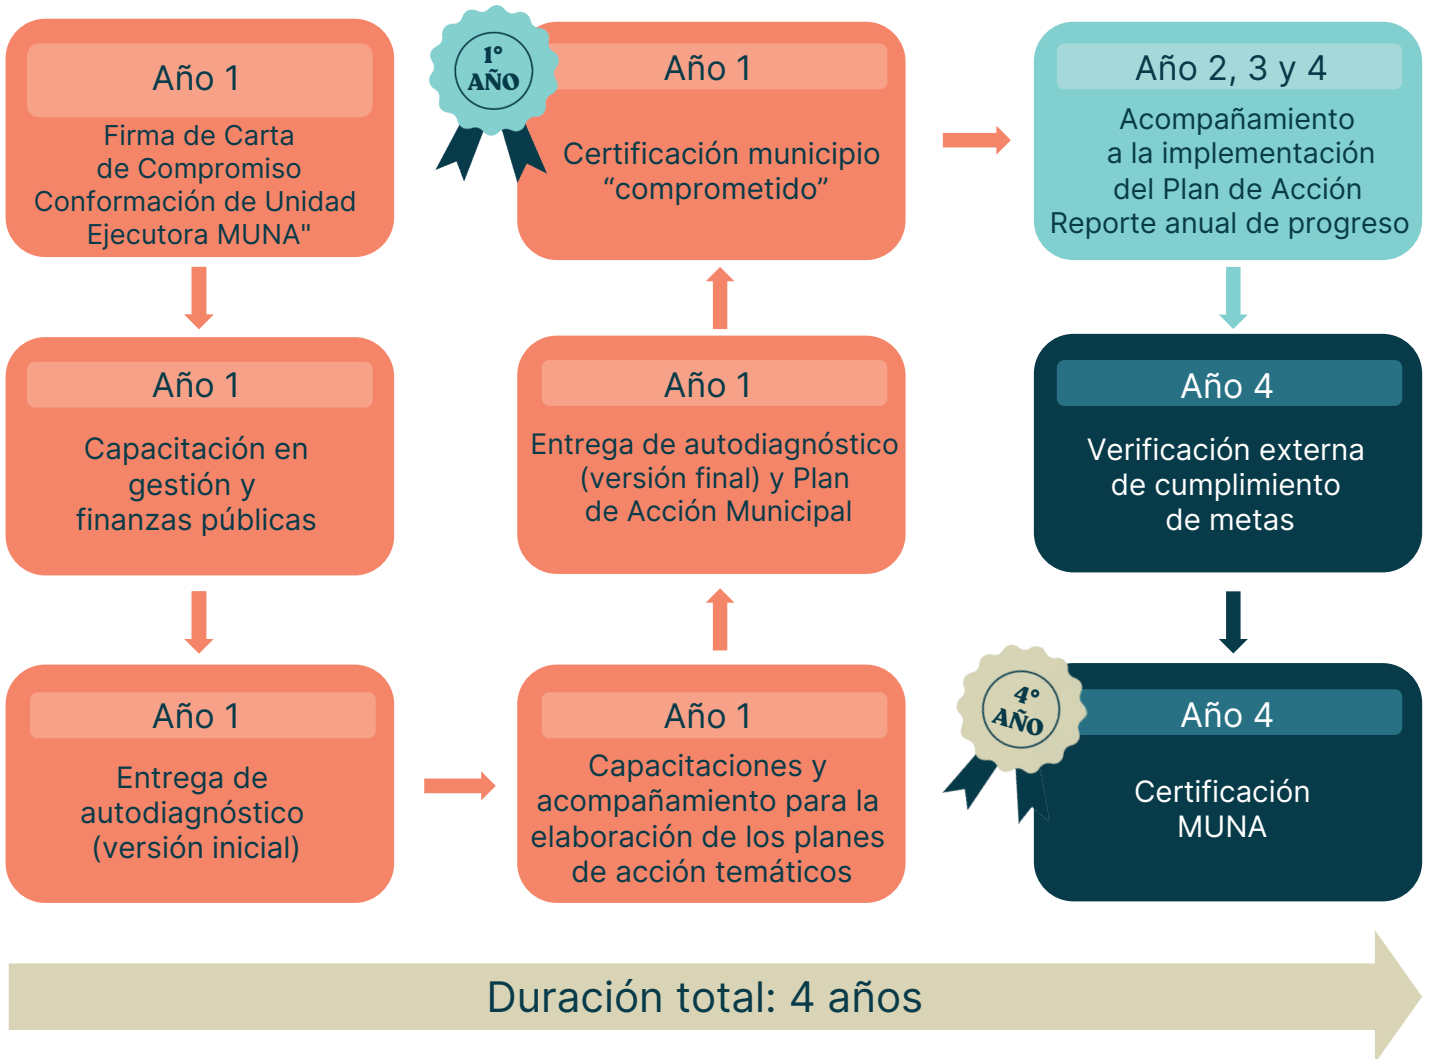 Año 1
Firma de Carta
de Compromiso
Conformación de Unidad
Ejecutora MUNA"
Año 1
Capacitación en
gestión y
finanzas públicas
Año 1
Entrega de
autodiagnóstico
(versión inicial)
Año 1
Capacitaciones y
acompañamiento para la
elaboración de los planes
de acción temáticos
Año 1
Entrega de autodiagnóstico
(versión final) y Plan
de Acción Municipal
1°
AÑO
Año 1
Certificación municipio
“comprometido”
Año 2, 3 y 4
Acompañamiento
a la implementación
del Plan de Acción
Reporte anual de progreso
Año 4
Verificación externa
de cumplimiento
de metas
4°
AÑO
Año 4
Certificación
MUNA
Duración total: 4 años